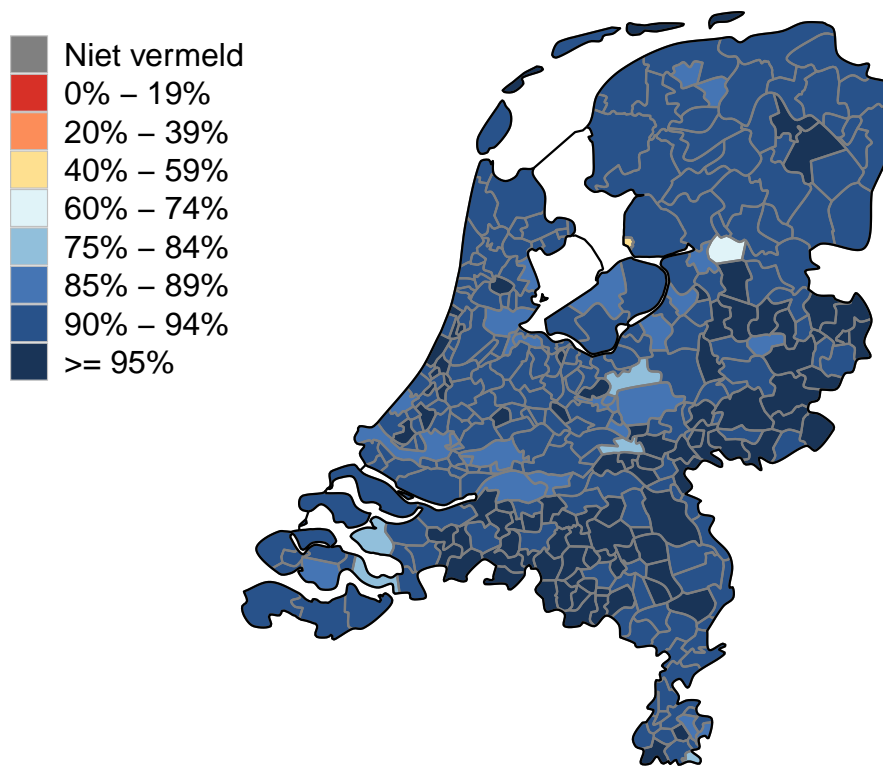 Niet vermeld
0% – 19%
20% – 39%
40% – 59%
60% – 74%
75% – 84%
85% – 89%
90% – 94%
>= 95%